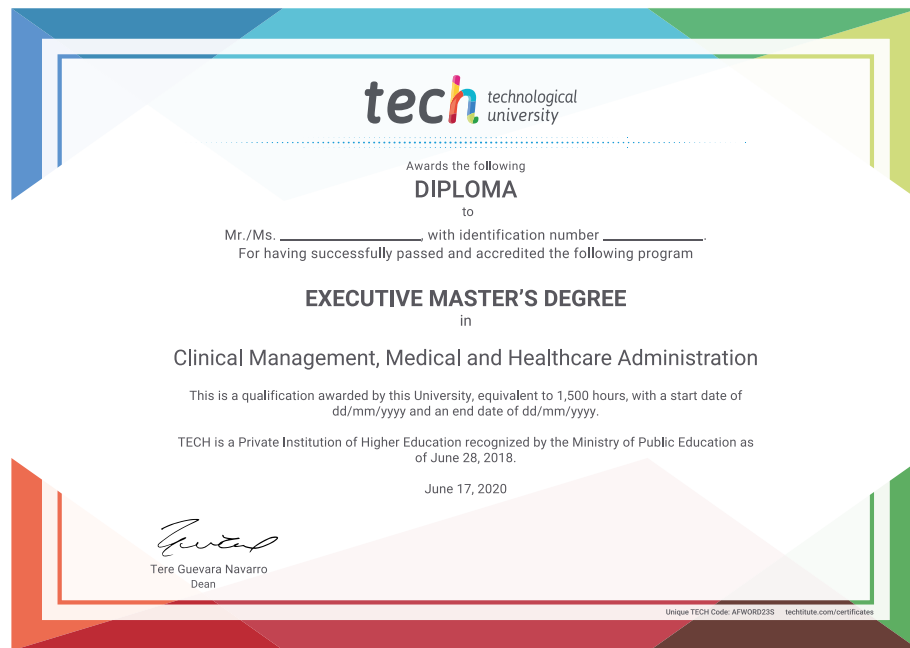 tech technological
university
Awards the following
DIPLOMA
to
Mr./Ms. ____________, with identification number ____________.
For having successfully passed and accredited the following program
EXECUTIVE MASTER'S DEGREE
in
Clinical Management, Medical and Healthcare Administration
This is a qualification awarded by this University, equivalent to 1,500 hours, with a start date of
dd/mm/yyyy and an end date of dd/mm/yyyy.
TECH is a Private Institution of Higher Education recognized by the Ministry of Public Education as
of June 28, 2018.
June 17, 2020
Tere Guevara Navarro
Dean
Unique TECH Code: AFWORD23S techtitute.com/certificates